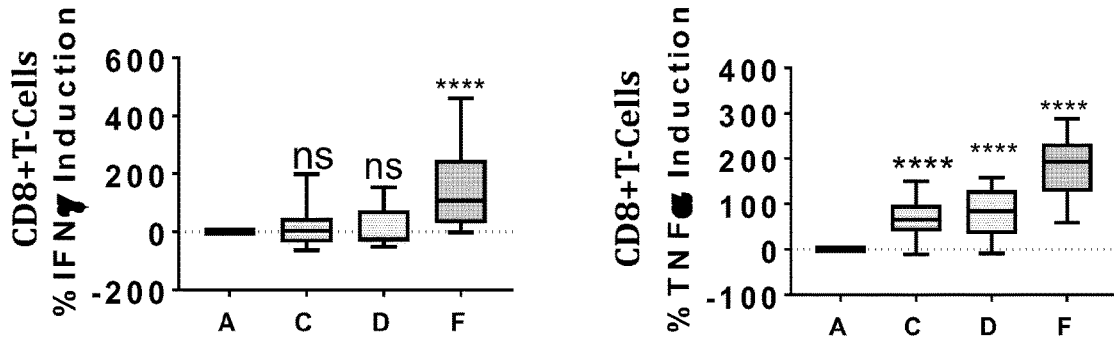 CD8+T-Cells
% IFNγ Induction
600
400
200
0
-200
ns
ns
****
A C D F
CD8+T-Cells
% TNFα Induction
400
300
200
100
0
-100
****
****
****
A C D F